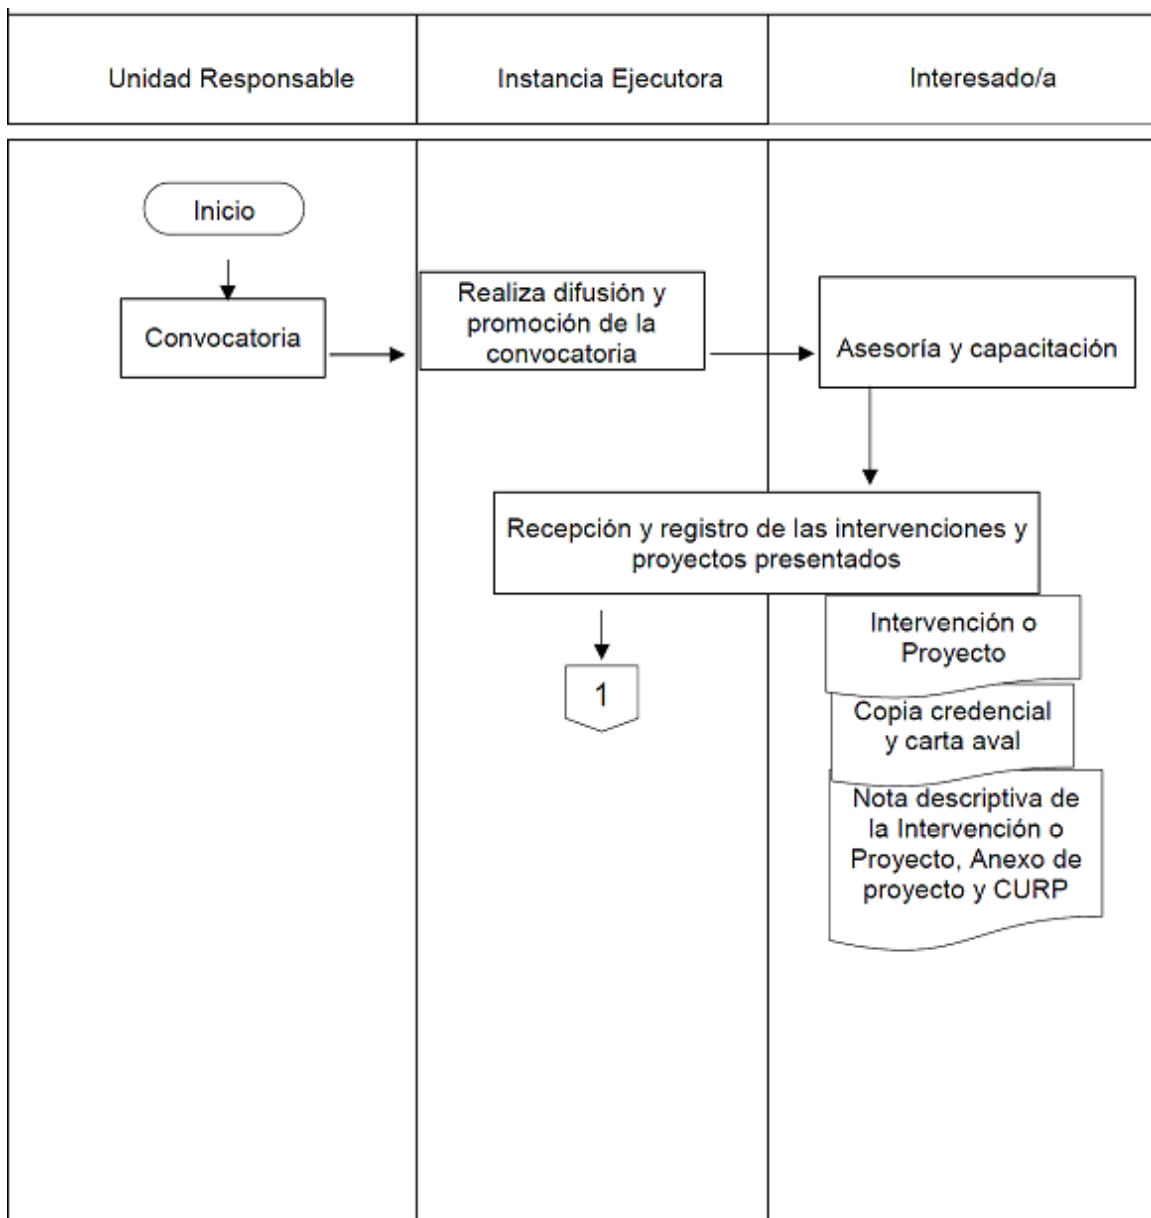 Unidad Responsable
Instancia Ejecutora
Interesado/a
Inicio
Convocatoria
Realiza difusión y
promoción de la
convocatoria
Asesoría y capacitación
Recepción y registro de las intervenciones y
proyectos presentados
1
Intervención o
Proyecto
Copia credencial
y carta aval
Nota descriptiva de
la Intervención o
Proyecto, Anexo de
proyecto y CURP